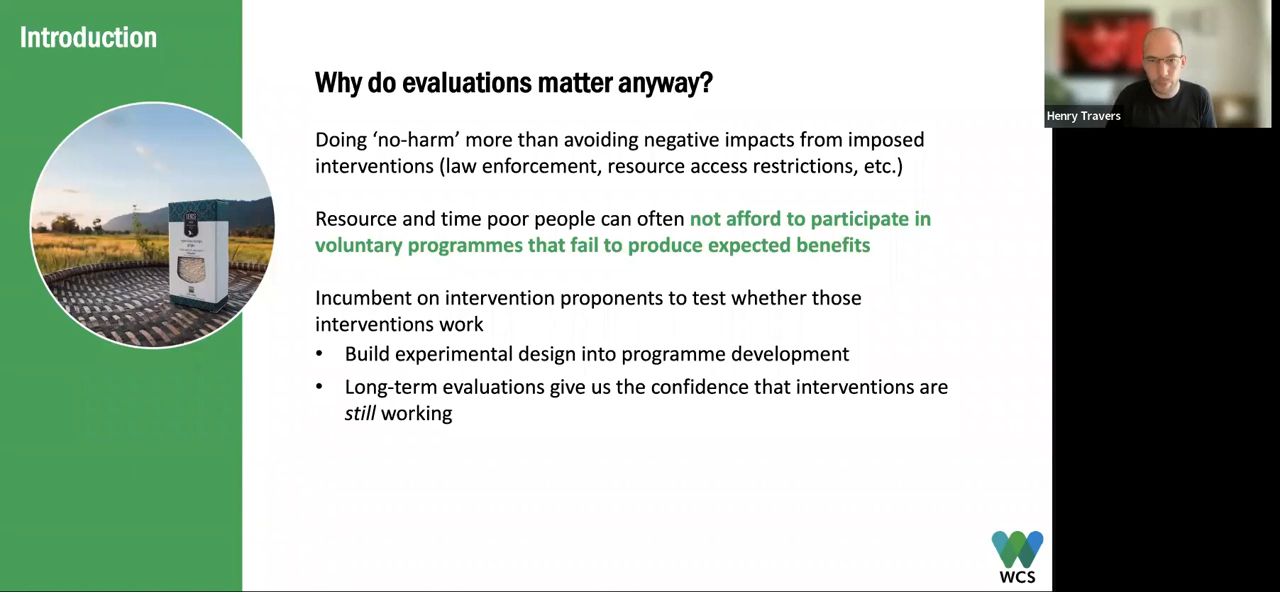 Introduction
Why do evaluations matter anyway?
Doing ‘no-harm’ more than avoiding negative impacts from imposed
interventions (law enforcement, resource access restrictions, etc.)
Resource and time poor people can often not afford to participate in
voluntary programmes that fail to produce expected benefits
Incumbent on intervention proponents to test whether those
interventions work
• Build experimental design into programme development
• Long-term evaluations give us the confidence that interventions are
still working
WCS
Henry Travers